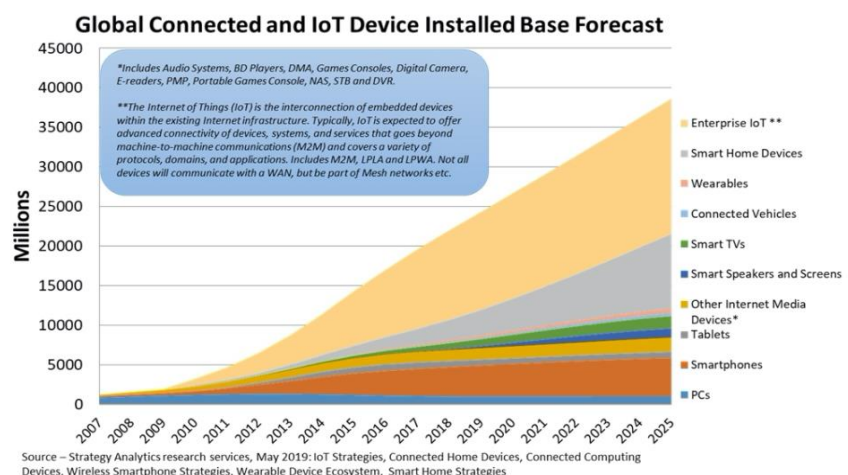 Global Connected and IoT Device Installed Base Forecast
45000
40000
35000
30000
25000
20000
15000
10000
5000
0
Millions
*Includes Audio Systems, BD Players, DMA, Games Consoles, Digital Camera,
E-readers, PMP, Portable Games Console, NAS, STB and DVR.
**The Internet of Things (IoT) is the interconnection of embedded devices
within the existing Internet infrastructure. Typically, IoT is expected to offer
advanced connectivity of devices, systems, and services that goes beyond
machine-to-machine communications (M2M) and covers a variety of
protocols, domains, and applications. Includes M2M, LPLA and LPWA. Not all
devices will communicate with a WAN, but be part of Mesh networks etc.
Enterprise IoT **
Smart Home Devices
Wearables
Connected Vehicles
Smart TVs
Smart Speakers and Screens
Other Internet Media
Devices*
Tablets
Smartphones
PCs
2007
2008
2009
2010
2011
2012
2013
2014
2015
2016
2017
2018
2019
2020
2021
2022
2023
2024
2025
Source – Strategy Analytics research services, May 2019: IoT Strategies, Connected Home Devices, Connected Computing
Devices, Wireless Smartphone Strategies, Wearable Device Ecosystem, Smart Home Strategies